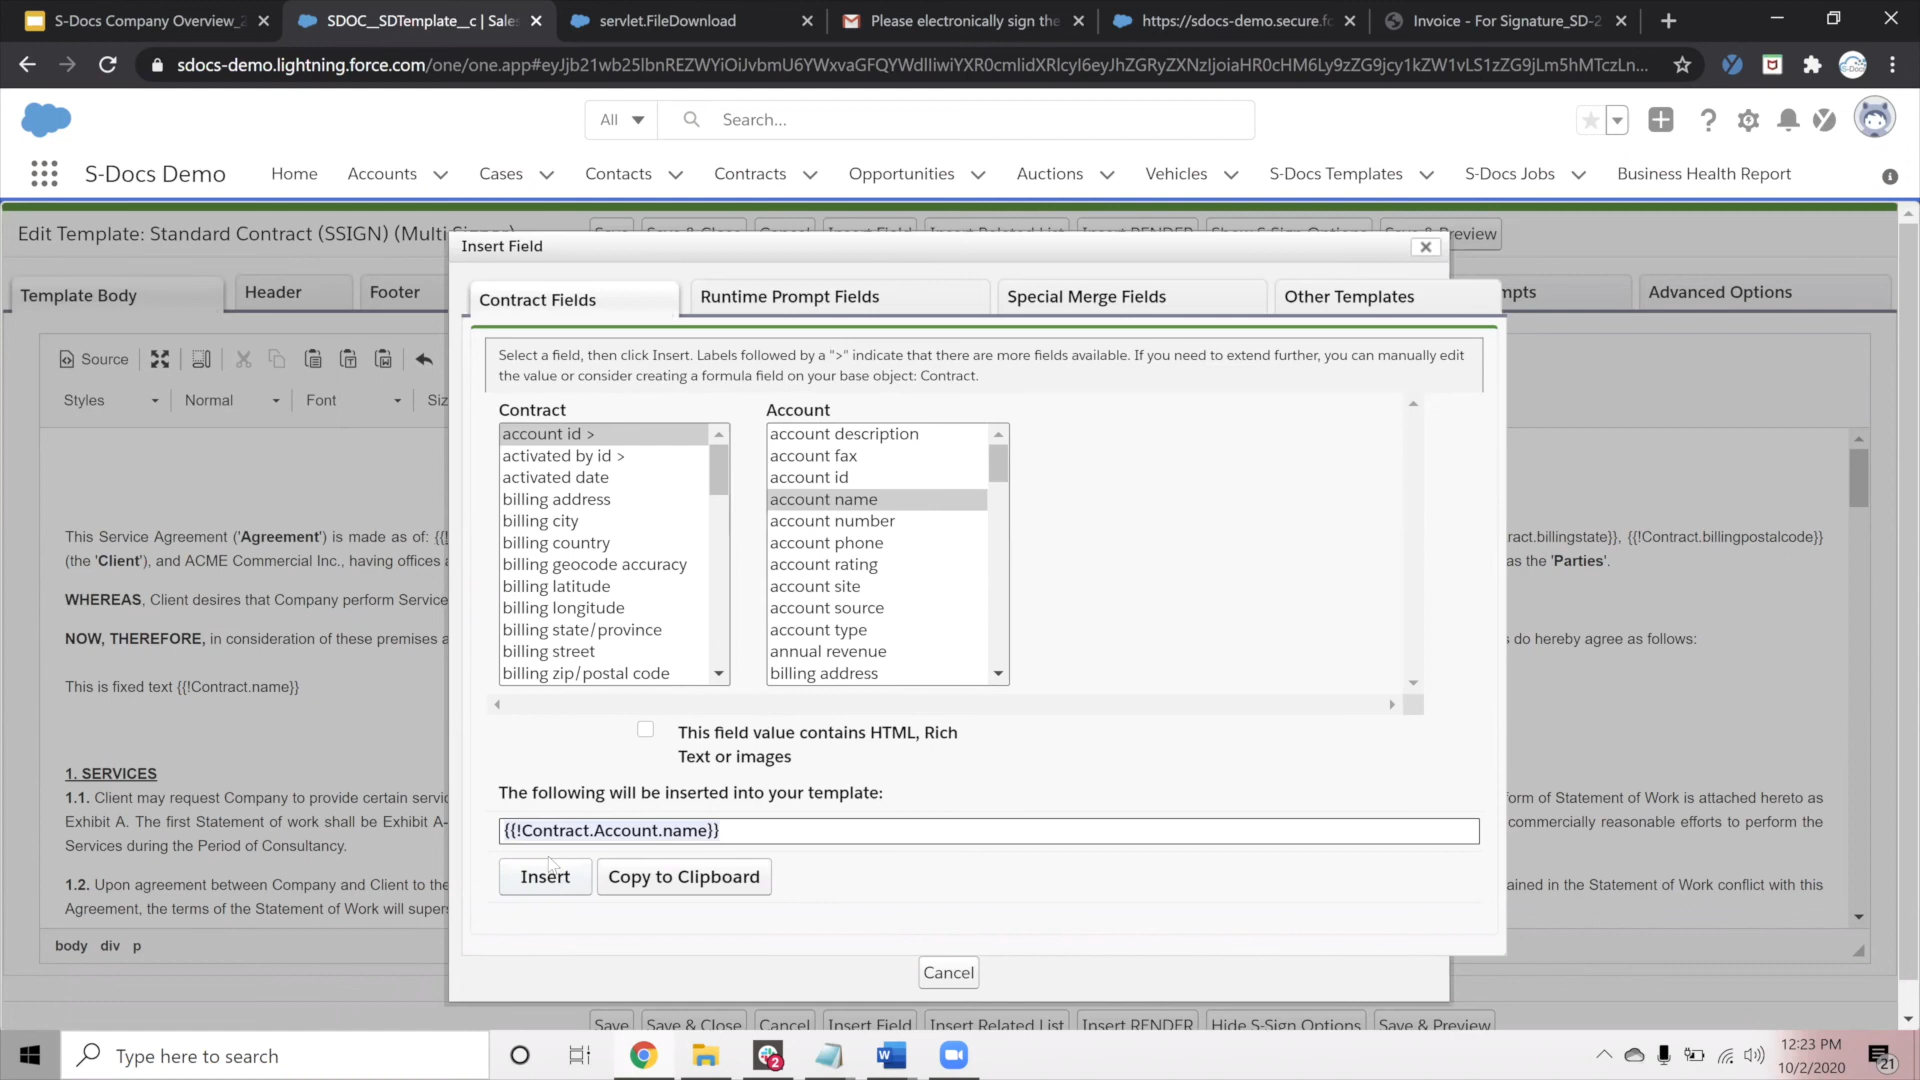 S-Docs Company Overview_2
SDOC__SDTemplate__c | Sales
servlet.FileDownload
Please electronically sign the
https://sdocs-demo.secure.fo
Invoice - For Signature_SD-2
All
Search...
S-Docs Demo
Home
Accounts
Cases
Contacts
Contracts
Opportunities
Auctions
Vehicles
S-Docs Templates
S-Docs Jobs
Business Health Report
Edit Template: Standard Contract (SSIGN) (Multi
Template Body
Header
Footer
mpts
Advanced Options
Source
Styles
Normal
Font
Siz
This Service Agreement ('Agreement') is made as of: {{!
ract.billingstate}}, {{!Contract.billingpostalcode}}
(the 'Client'), and ACME Commercial Inc., having offices a
as the 'Parties'.
WHEREAS, Client desires that Company perform Service
NOW, THEREFORE, in consideration of these premises a
s do hereby agree as follows:
This is fixed text {{!Contract.name}}
1. SERVICES
1.1. Client may request Company to provide certain servic
orm of Statement of Work is attached hereto as
Exhibit A. The first Statement of work shall be Exhibit A-
commercially reasonable efforts to perform the
Services during the Period of Consultancy.
1.2. Upon agreement between Company and Client to the
ained in the Statement of Work conflict with this
Agreement, the terms of the Statement of Work will supers
body div p
Insert Field
Contract Fields
Runtime Prompt Fields
Special Merge Fields
Other Templates
Select a field, then click Insert. Labels followed by a ">" indicate that there are more fields available. If you need to extend further, you can manually edit
the value or consider creating a formula field on your base object: Contract.
Contract
account id >
activated by id >
activated date
billing address
billing city
billing country
billing geocode accuracy
billing latitude
billing longitude
billing state/province
billing street
billing zip/postal code
Account
account description
account fax
account id
account name
account number
account phone
account rating
account site
account source
account type
annual revenue
billing address
This field value contains HTML, Rich
Text or images
The following will be inserted into your template:
{{!Contract.Account.name}}
Insert
Copy to Clipboard
Cancel
Save
Save & Close
Cancel
Insert Field
Insert Related List
Insert RENDER
Hide S-Sign Options
Save & Preview
Type here to search
2
12:23 PM
10/2/2020
21